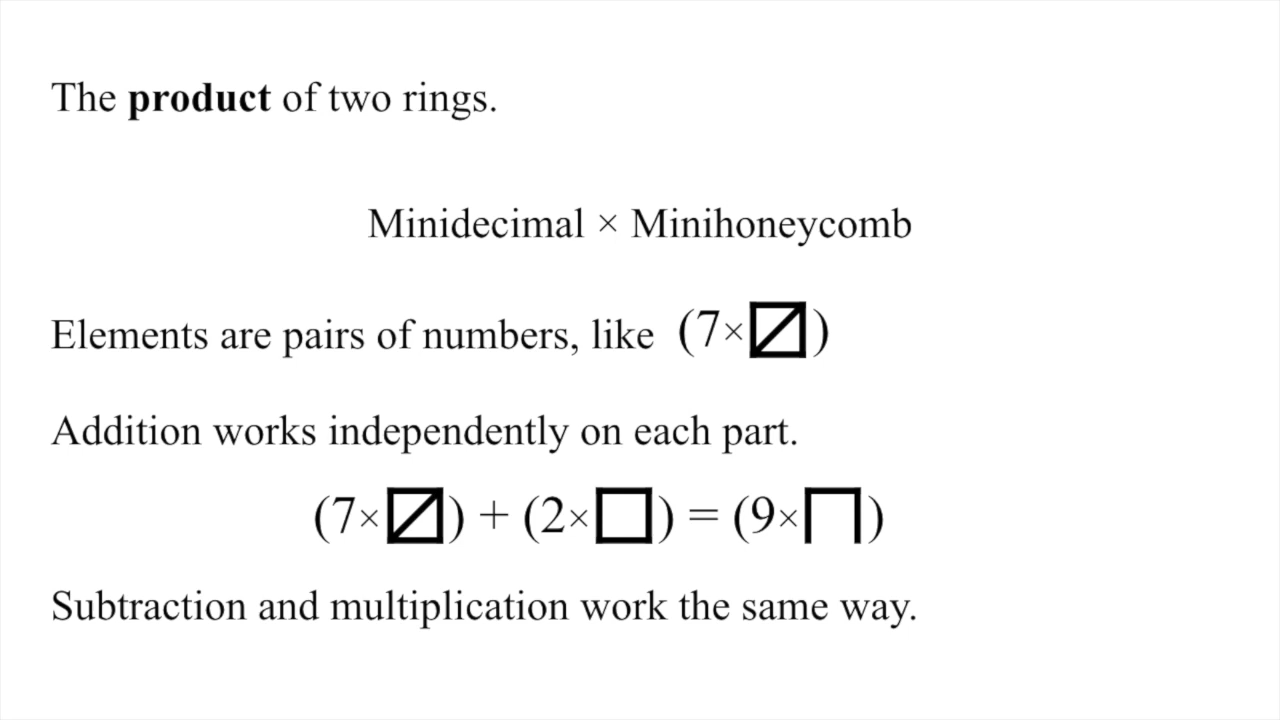 The product of two rings.
Minidecimal × Minihoneycomb
Elements are pairs of numbers, like (7×⧄)
Addition works independently on each part.
(7×⧄) + (2×□) = (9×⊓)
Subtraction and multiplication work the same way.